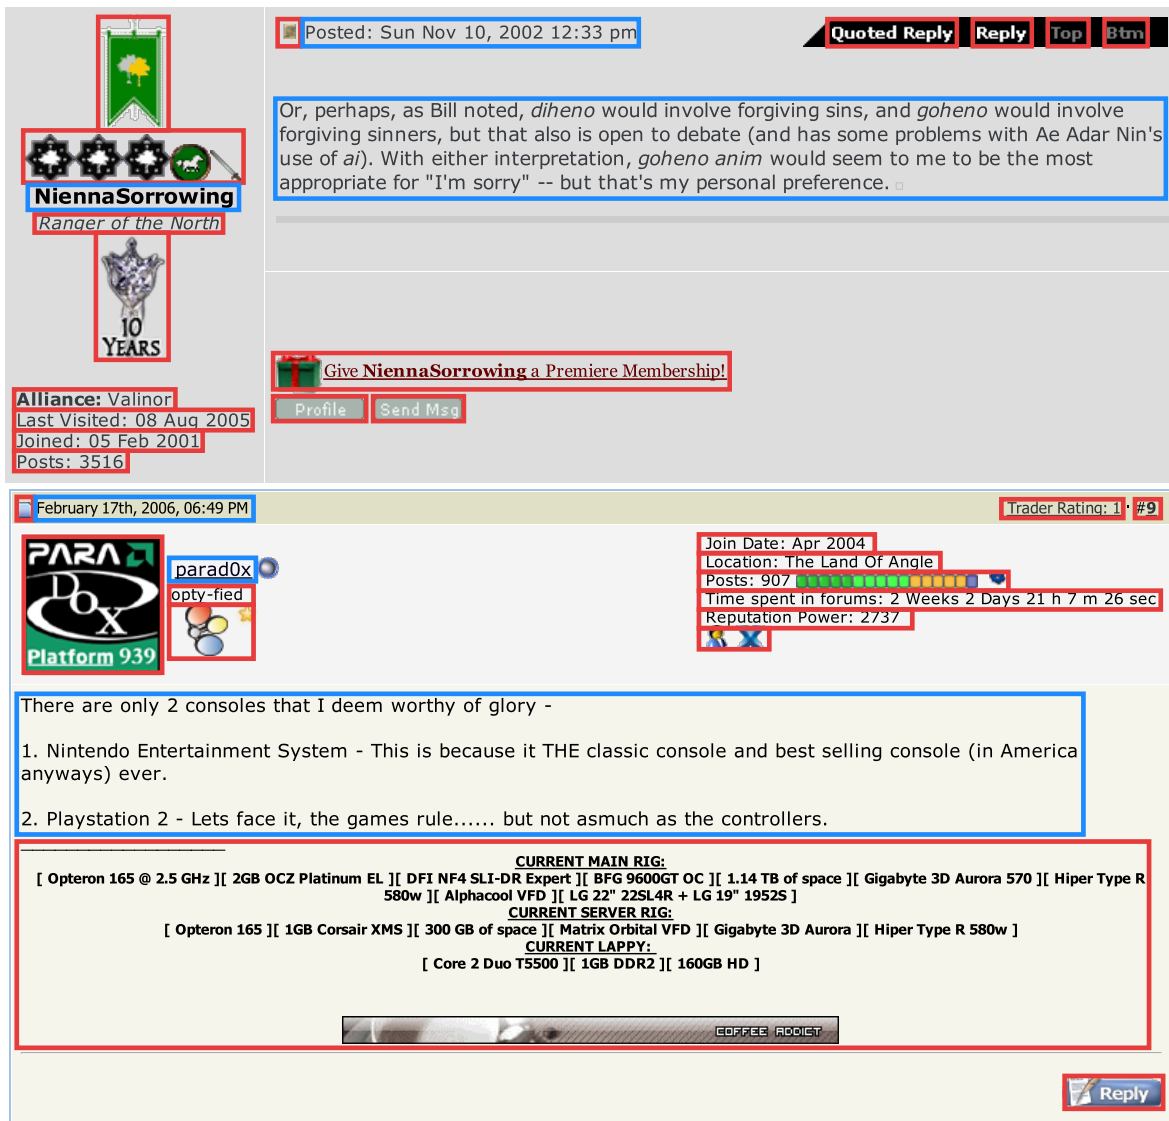 Posted: Sun Nov 10, 2002 12:33 pm
Quoted Reply Reply Top Btm
Or, perhaps, as Bill noted, diheno would involve forgiving sins, and goheno would involve
forgiving sinners, but that also is open to debate (and has some problems with Ae Adar Nin's
use of ai). With either interpretation, goheno anim would seem to me to be the most
appropriate for "I'm sorry" -- but that's my personal preference.
NiennaSorrowing
Ranger of the North
10
YEARS
Give NiennaSorrowing a Premiere Membership!
Profile Send Msg
Alliance: Valinor
Last Visited: 08 Aug 2005
Joined: 05 Feb 2001
Posts: 3516
February 17th, 2006, 06:49 PM
Trader Rating: 1 · #9
PARA
DOX
Platform 939
parad0x
opty-fied
Join Date: Apr 2004
Location: The Land Of Angle
Posts: 907
Time spent in forums: 2 Weeks 2 Days 21 h 7 m 26 sec
Reputation Power: 2737
There are only 2 consoles that I deem worthy of glory -
1. Nintendo Entertainment System - This is because it THE classic console and best selling console (in America
anyways) ever.
2. Playstation 2 - Lets face it, the games rule...... but not asmuch as the controllers.
CURRENT MAIN RIG:
[ Opteron 165 @ 2.5 GHz ][ 2GB OCZ Platinum EL ][ DFI NF4 SLI-DR Expert ][ BFG 9600GT OC ][ 1.14 TB of space ][ Gigabyte 3D Aurora 570 ][ Hiper Type R
580w ][ Alphacool VFD ][ LG 22" 22SL4R + LG 19" 1952S ]
CURRENT SERVER RIG:
[ Opteron 165 ][ 1GB Corsair XMS ][ 300 GB of space ][ Matrix Orbital VFD ][ Gigabyte 3D Aurora ][ Hiper Type R 580w ]
CURRENT LAPPY:
[ Core 2 Duo T5500 ][ 1GB DDR2 ][ 160GB HD ]
COFFEE ADDICT
Reply